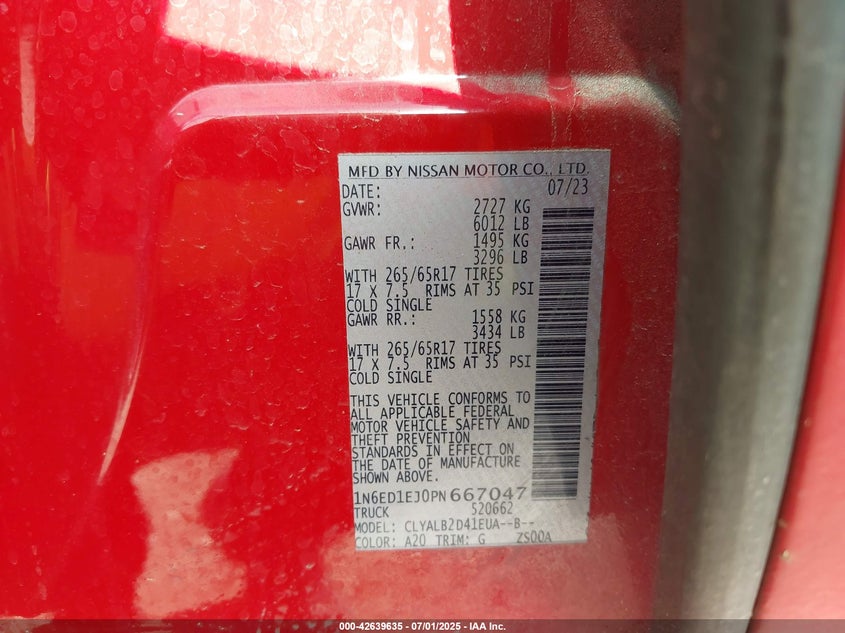 MFD BY NISSAN MOTOR CO., LTD.
DATE: 07/23
GVWR: 2727 KG
6012 LB
GAWR FR.: 1495 KG
3296 LB
WITH 265/65R17 TIRES
17 X 7.5 RIMS AT 35 PSI
COLD SINGLE
GAWR RR.: 1558 KG
3434 LB
WITH 265/65R17 TIRES
17 X 7.5 RIMS AT 35 PSI
COLD SINGLE
THIS VEHICLE CONFORMS TO
ALL APPLICABLE FEDERAL
MOTOR VEHICLE SAFETY AND
THEFT PREVENTION
STANDARDS IN EFFECT ON
THE DATE OF MANUFACTURE
SHOWN ABOVE.
1N6ED1EJ0PN667047
TRUCK 520662
MODEL: CLYALB2D41EUA--B--
COLOR: A20 TRIM: G ZS00A
000-42639635 - 07/01/2025 - IAA Inc.